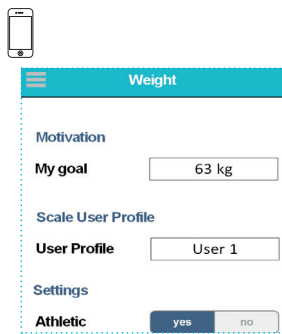 Weight
Motivation
My goal 63 kg
Scale User Profile
User Profile User 1
Settings
Athletic yes no